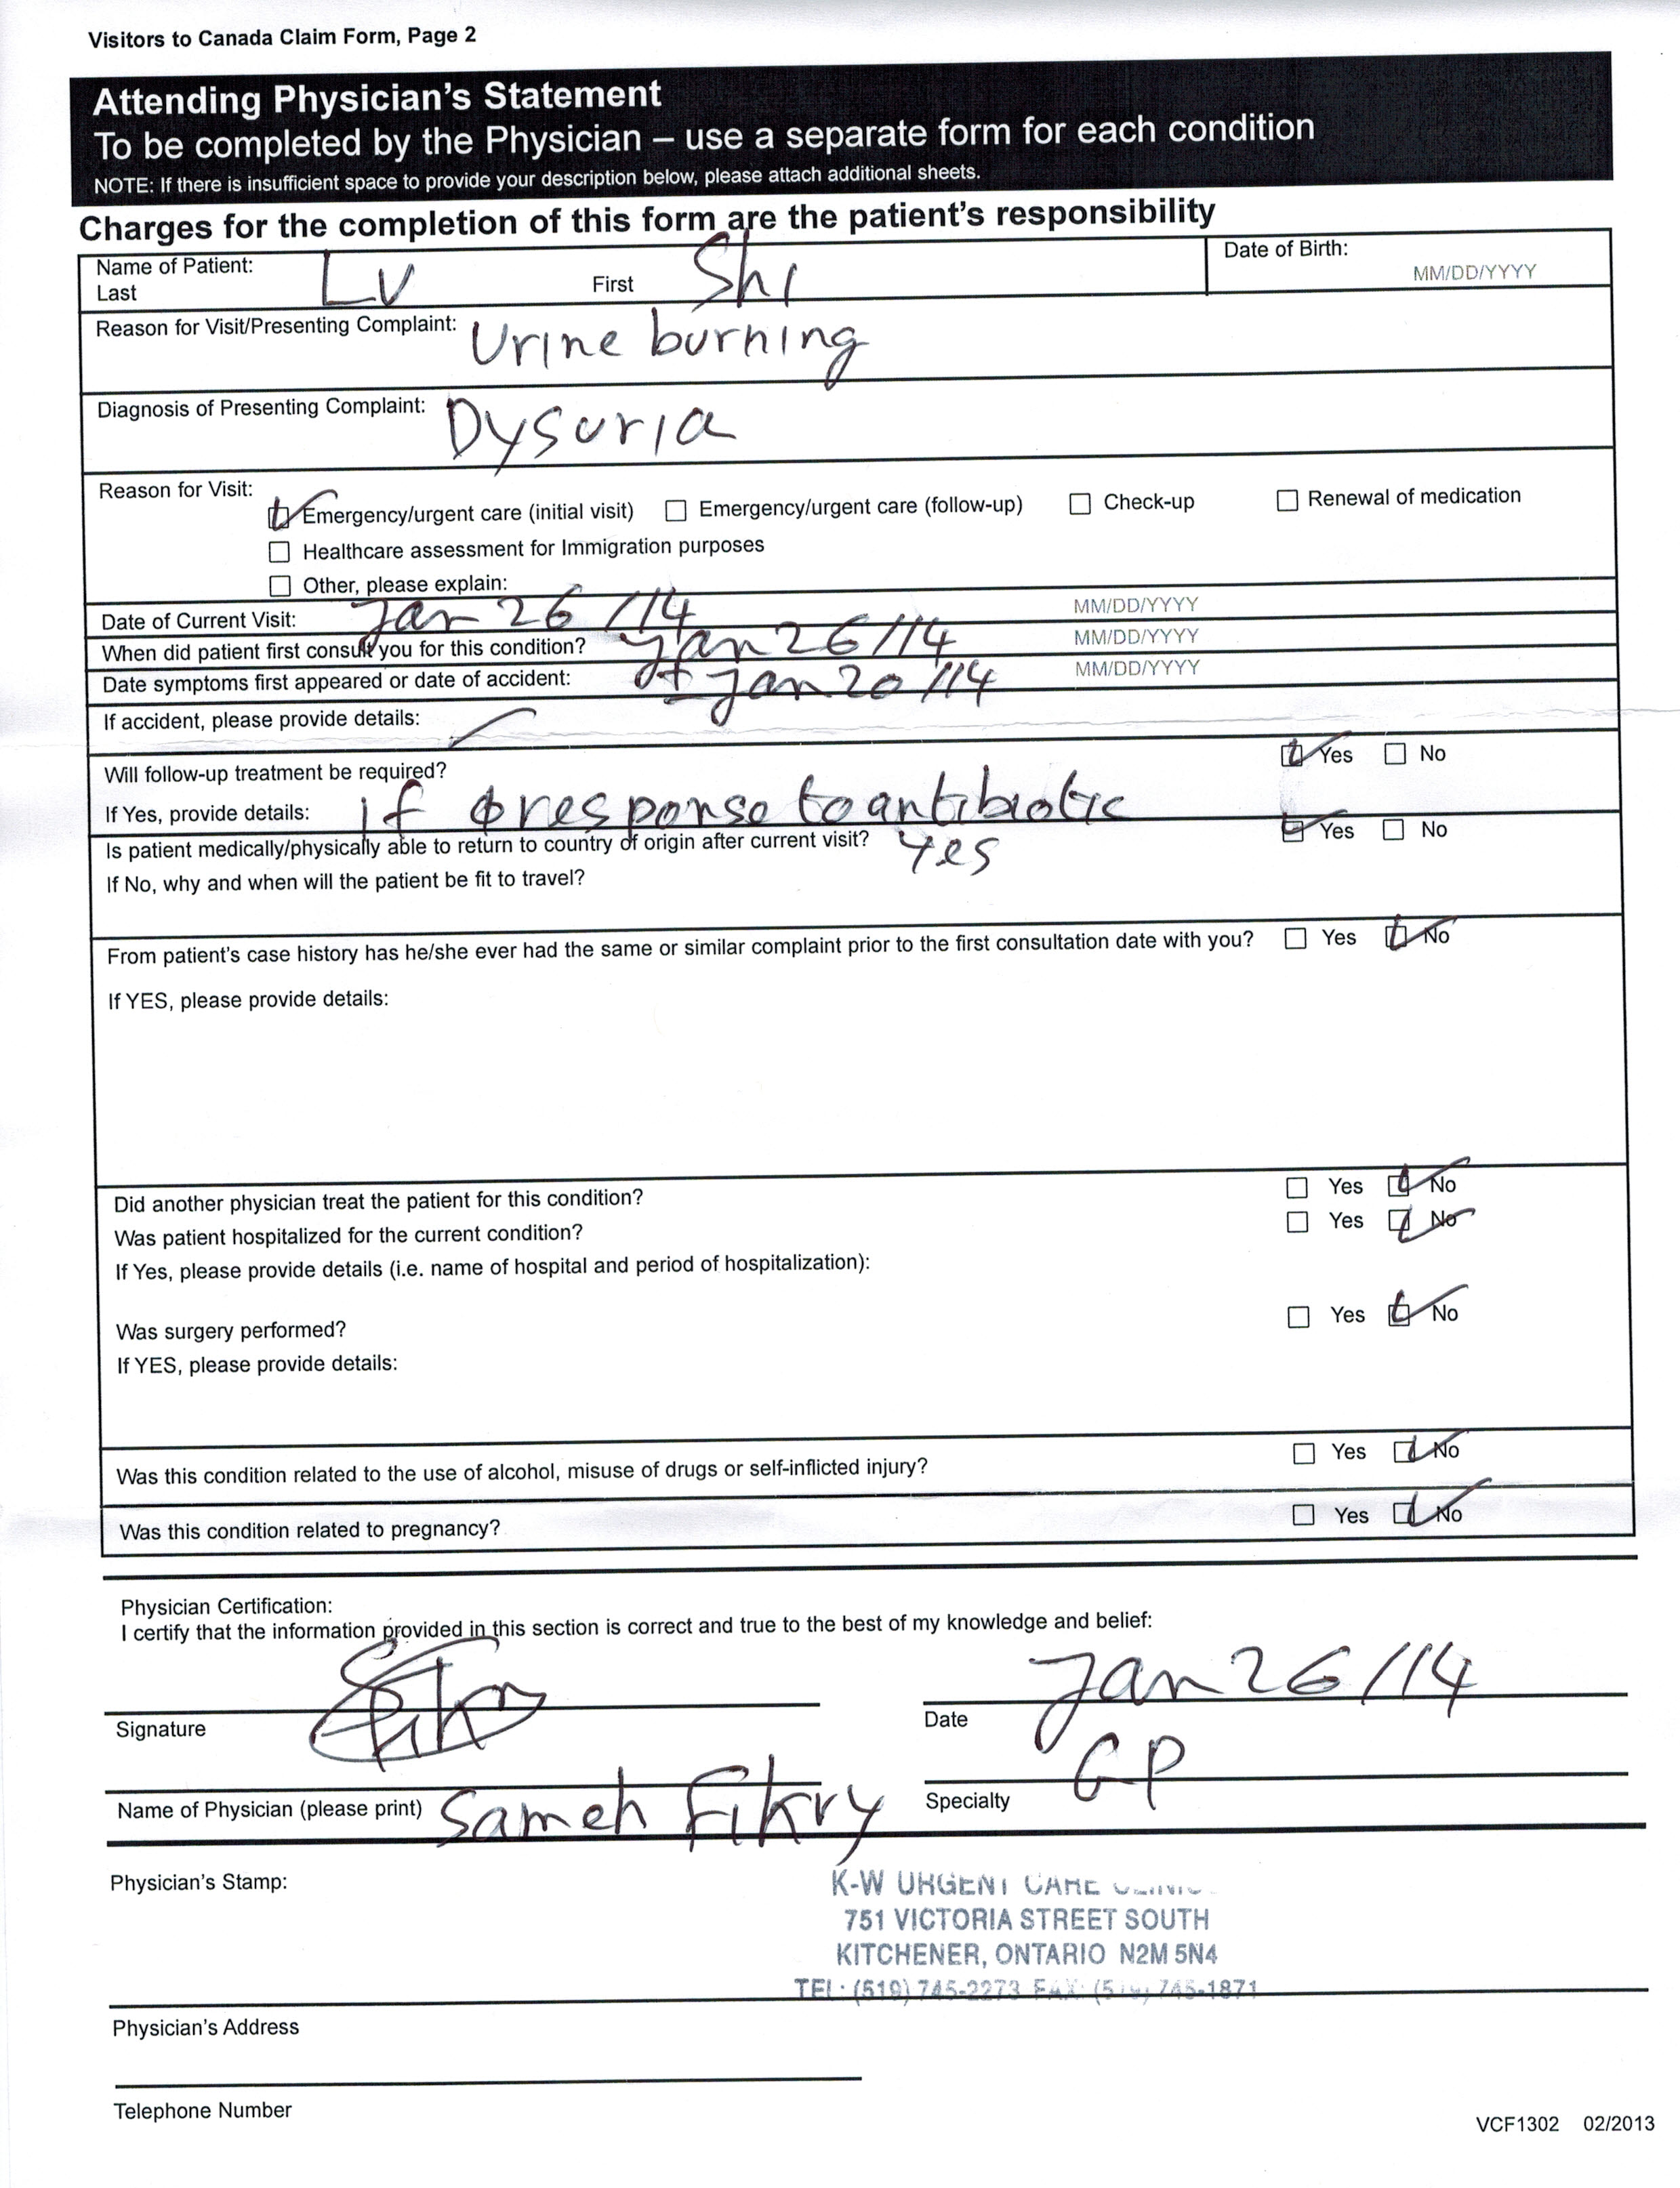 Visitors to Canada Claim Form, Page 2
Attending Physician's Statement
To be completed by the Physician – use a separate form for each condition
NOTE: If there is insufficient space to provide your description below, please attach additional sheets.
Charges for the completion of this form are the patient's responsibility
Name of Patient: Last Lv First Shi Date of Birth: MM/DD/YYYY
Reason for Visit/Presenting Complaint: Urine burning
Diagnosis of Presenting Complaint: Dysuria
Reason for Visit:
Emergency/urgent care (initial visit) Emergency/urgent care (follow-up) Check-up Renewal of medication
Healthcare assessment for Immigration purposes
Other, please explain:
Date of Current Visit: Jan 26/14 MM/DD/YYYY
When did patient first consult you for this condition? Jan 26/14 MM/DD/YYYY
Date symptoms first appeared or date of accident: Jan 20/14 MM/DD/YYYY
If accident, please provide details:
Will follow-up treatment be required? Yes No
If Yes, provide details: if φ response to antibiotic
Is patient medically/physically able to return to country of origin after current visit? Yes Yes No
If No, why and when will the patient be fit to travel?
From patient's case history has he/she ever had the same or similar complaint prior to the first consultation date with you? Yes No
If YES, please provide details:
Did another physician treat the patient for this condition? Yes No
Was patient hospitalized for the current condition? Yes No
If Yes, please provide details (i.e. name of hospital and period of hospitalization):
Was surgery performed? Yes No
If YES, please provide details:
Was this condition related to the use of alcohol, misuse of drugs or self-inflicted injury? Yes No
Was this condition related to pregnancy? Yes No
Physician Certification:
I certify that the information provided in this section is correct and true to the best of my knowledge and belief:
Jan 26/14
Signature Date
GP
Name of Physician (please print) Sameh Fikry Specialty
Physician's Stamp:
K-W URGENT CARE CLINIC
751 VICTORIA STREET SOUTH
KITCHENER, ONTARIO N2M 5N4
TEL: (519) 745-2273 FAX: (519) 745-1871
Physician's Address
Telephone Number
VCF1302 02/2013